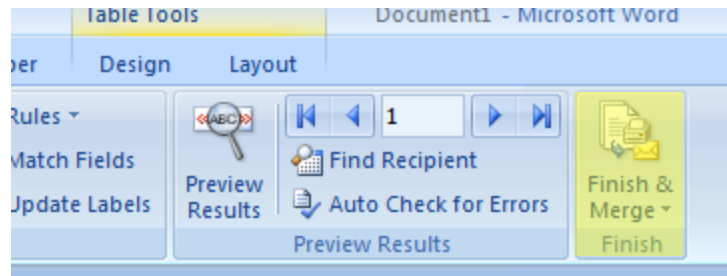 Table Tools
Document1 - Microsoft Word
Design Layout
Rules
Match Fields
Update Labels
«ABC»
Preview
Results
1
Find Recipient
Auto Check for Errors
Preview Results
Finish &
Merge
Finish